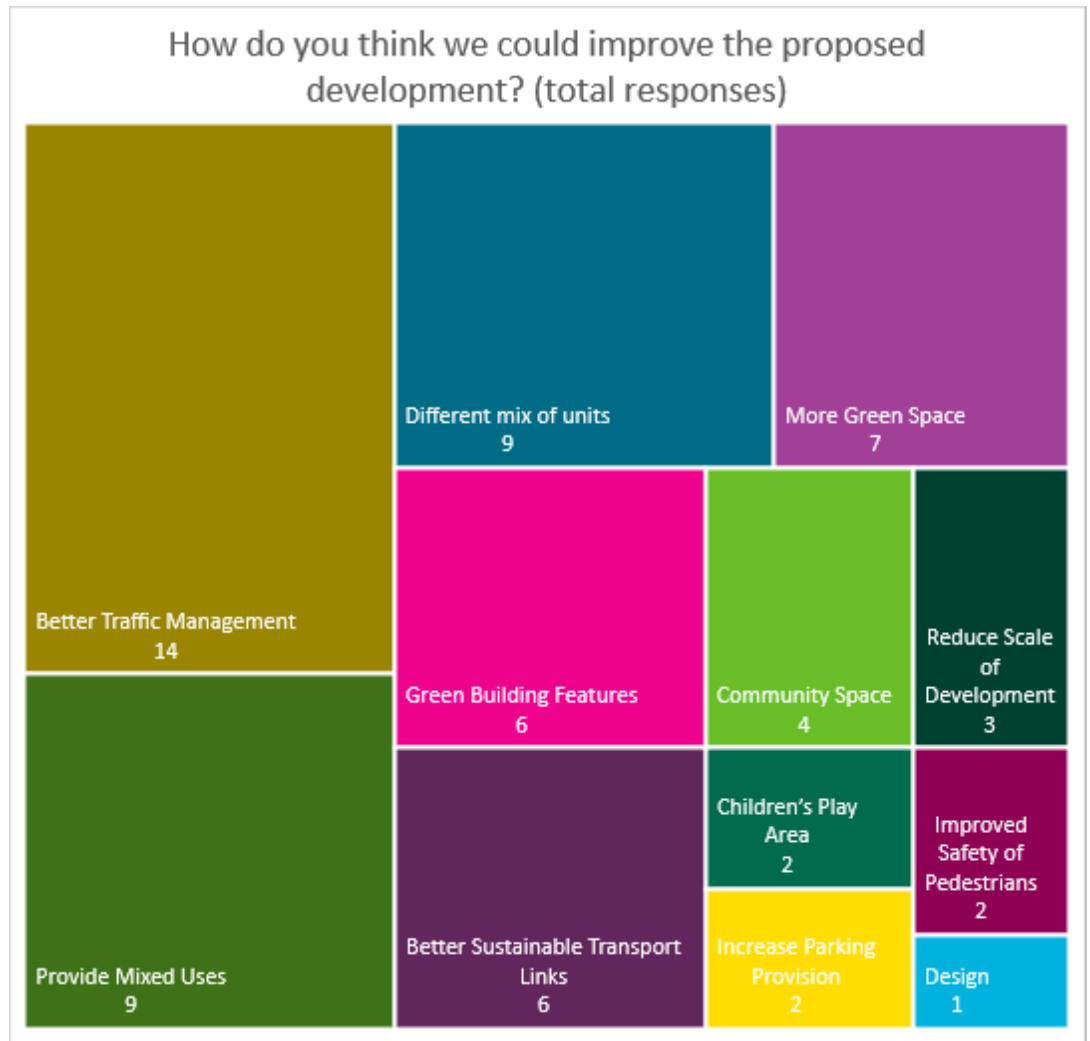 How do you think we could improve the proposed
development? (total responses)
Better Traffic Management
14
Provide Mixed Uses
9
Different mix of units
9
More Green Space
7
Green Building Features
6
Better Sustainable Transport
Links
6
Community Space
4
Reduce Scale
of
Development
3
Children’s Play
Area
2
Increase Parking
Provision
2
Improved
Safety of
Pedestrians
2
Design
1